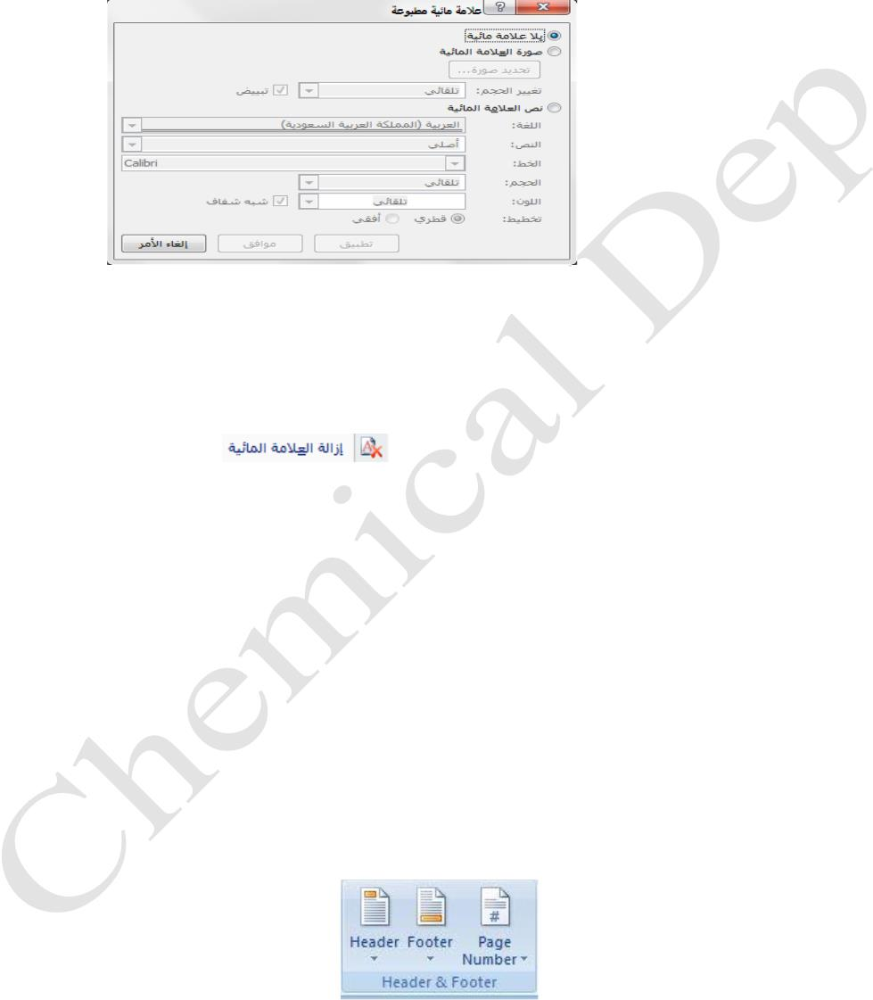 علامة مائية مطبوعة
بلا علامة مائية
صورة العلامة المائية
تحديد صورة...
تغيير الحجم: تلقائي تبييض
نص العلامة المائية
اللغة: العربية (المملكة العربية السعودية)
النص: أصلي
الخط: Calibri
الحجم: تلقائي
اللون: تلقائي شبه شفاف
تخطيط: قطري أفقي
تطبيق موافق إلغاء الأمر
إزالة العلامة المائية
Chemical Dep
Header Footer Page
Number
Header & Footer